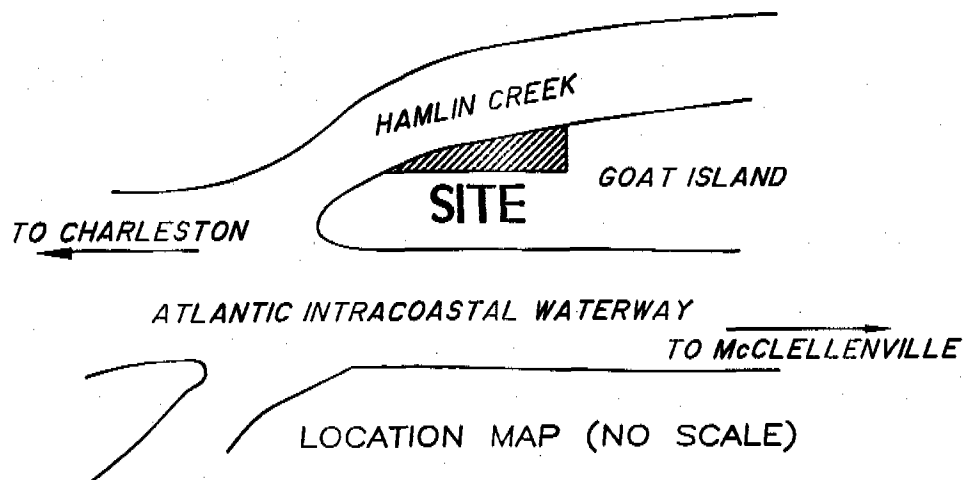 HAMLIN CREEK
GOAT ISLAND
SITE
TO CHARLESTON
ATLANTIC INTRACOASTAL WATERWAY
TO McCLELLENVILLE
LOCATION MAP (NO SCALE)